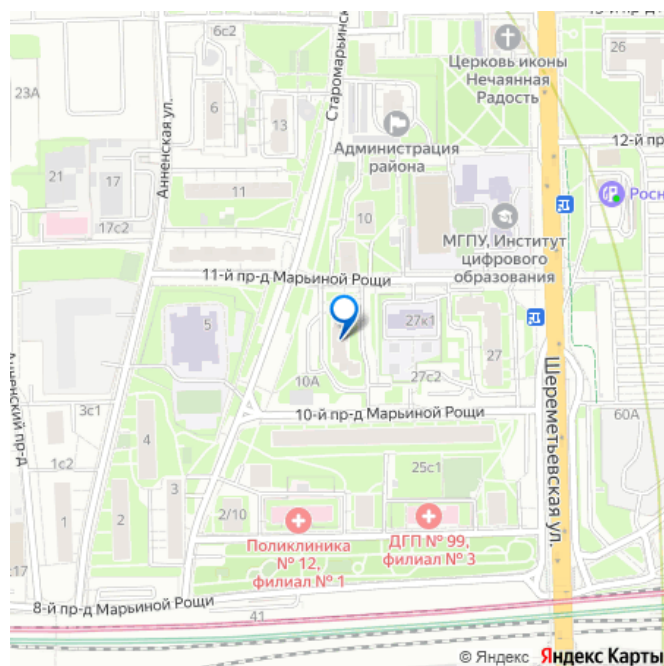 6с2
26
Церковь иконы
Нечаянная
Радость
23А
Анненская ул.
6
13
Старомарьинск
Администрация
района
12-й пр
21
17
11
17с2
10
Росн
МГПУ, Институт
цифрового
образования
11-й пр-д Марьиной Рощи
5
27к1
27
10А
27с2
Анненский пр-д
3с1
10-й пр-д Марьиной Рощи
Шереметьевская ул.
60А
4
1с2
25с1
3
2/10
1
2
Поликлиника
№ 12,
филиал № 1
ДГП № 99,
филиал № 3
с17
8-й пр-д Марьиной Рощи
41
© Яндекс Яндекс Карты